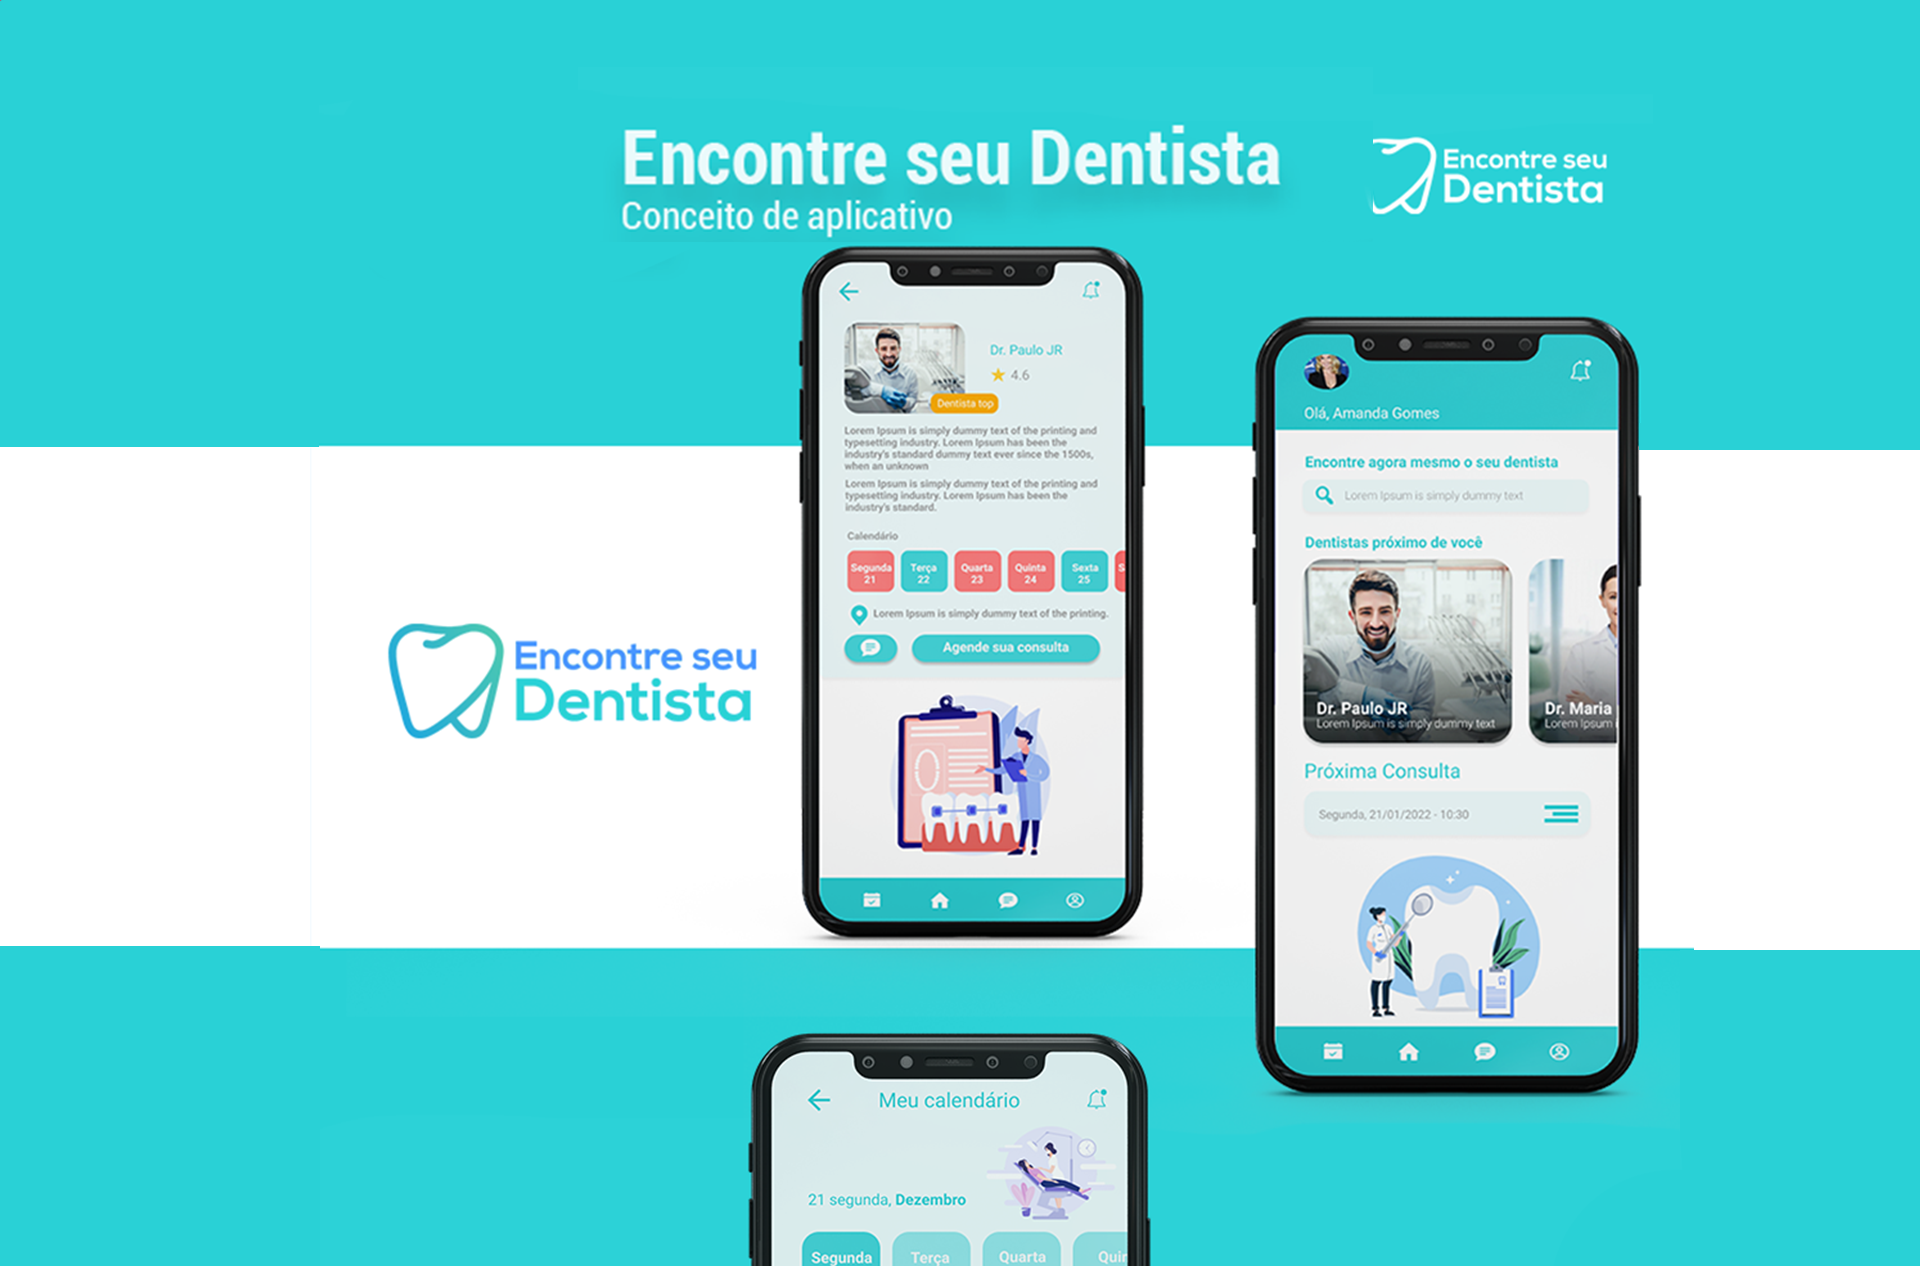 Encontre seu Dentista
Conceito de aplicativo
Encontre seu
Dentista
Encontre seu
Dentista
Dr. Paulo JR
4.6
Dentista top
Lorem Ipsum is simply dummy text of the printing and
typesetting industry. Lorem Ipsum has been the
industry's standard dummy text ever since the 1500s,
when an unknown
Lorem Ipsum is simply dummy text of the printing and
typesetting industry. Lorem Ipsum has been the
industry's standard.
Calendário
Segunda
21
Terça
22
Quarta
23
Quinta
24
Sexta
25
S
Lorem Ipsum is simply dummy text of the printing.
Agende sua consulta
Olá, Amanda Gomes
Encontre agora mesmo o seu dentista
Lorem Ipsum is simply dummy text
Dentistas próximo de você
Dr. Paulo JR
Lorem Ipsum is simply dummy text
Dr. Maria
Lorem Ipsum
Próxima Consulta
Segunda, 21/01/2022 - 10:30
Meu calendário
21 segunda, Dezembro
Segunda
Terça
Quarta
Quin